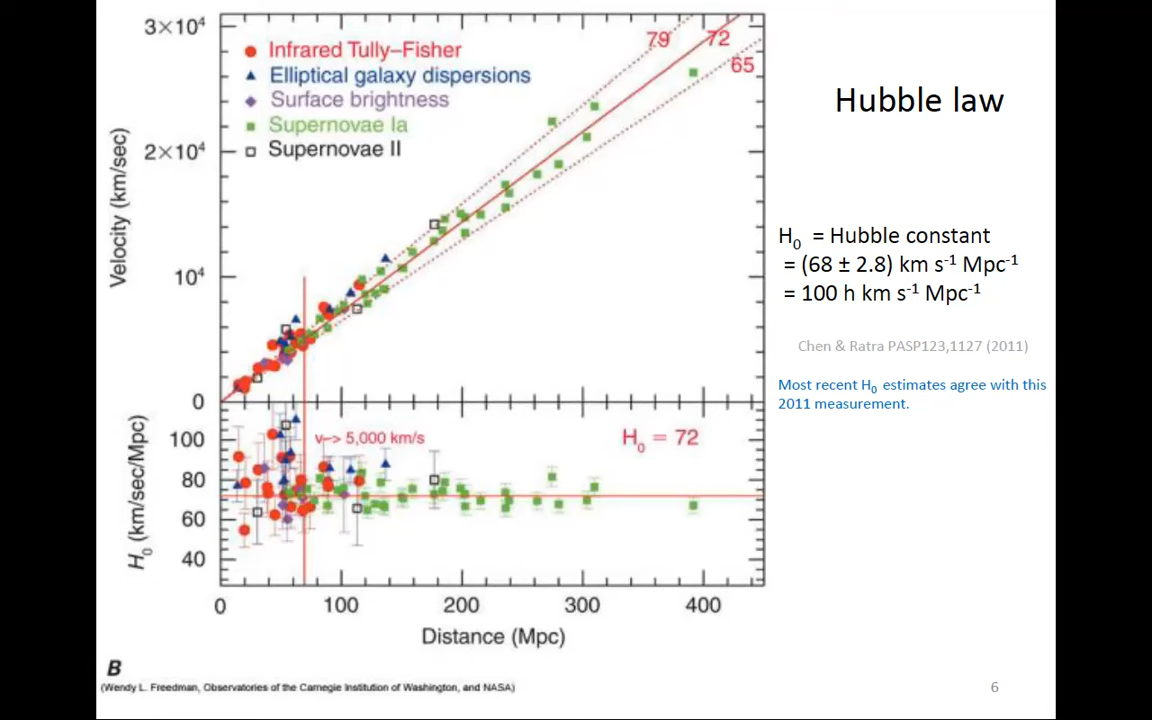 3×10⁴
79
72
65
Infrared Tully–Fisher
Elliptical galaxy dispersions
Surface brightness
Supernovae Ia
Supernovae II
2×10⁴
10⁴
0
Velocity (km/sec)
v–> 5,000 km/s
H₀ = 72
100
80
60
40
H₀ (km/sec/Mpc)
0 100 200 300 400
Distance (Mpc)
B
(Wendy L. Freedman, Observatories of the Carnegie Institution of Washington, and NASA)
Hubble law
H₀ = Hubble constant
= (68 ± 2.8) km s⁻¹ Mpc⁻¹
= 100 h km s⁻¹ Mpc⁻¹
Chen & Ratra PASP123,1127 (2011)
Most recent H₀ estimates agree with this
2011 measurement.
6